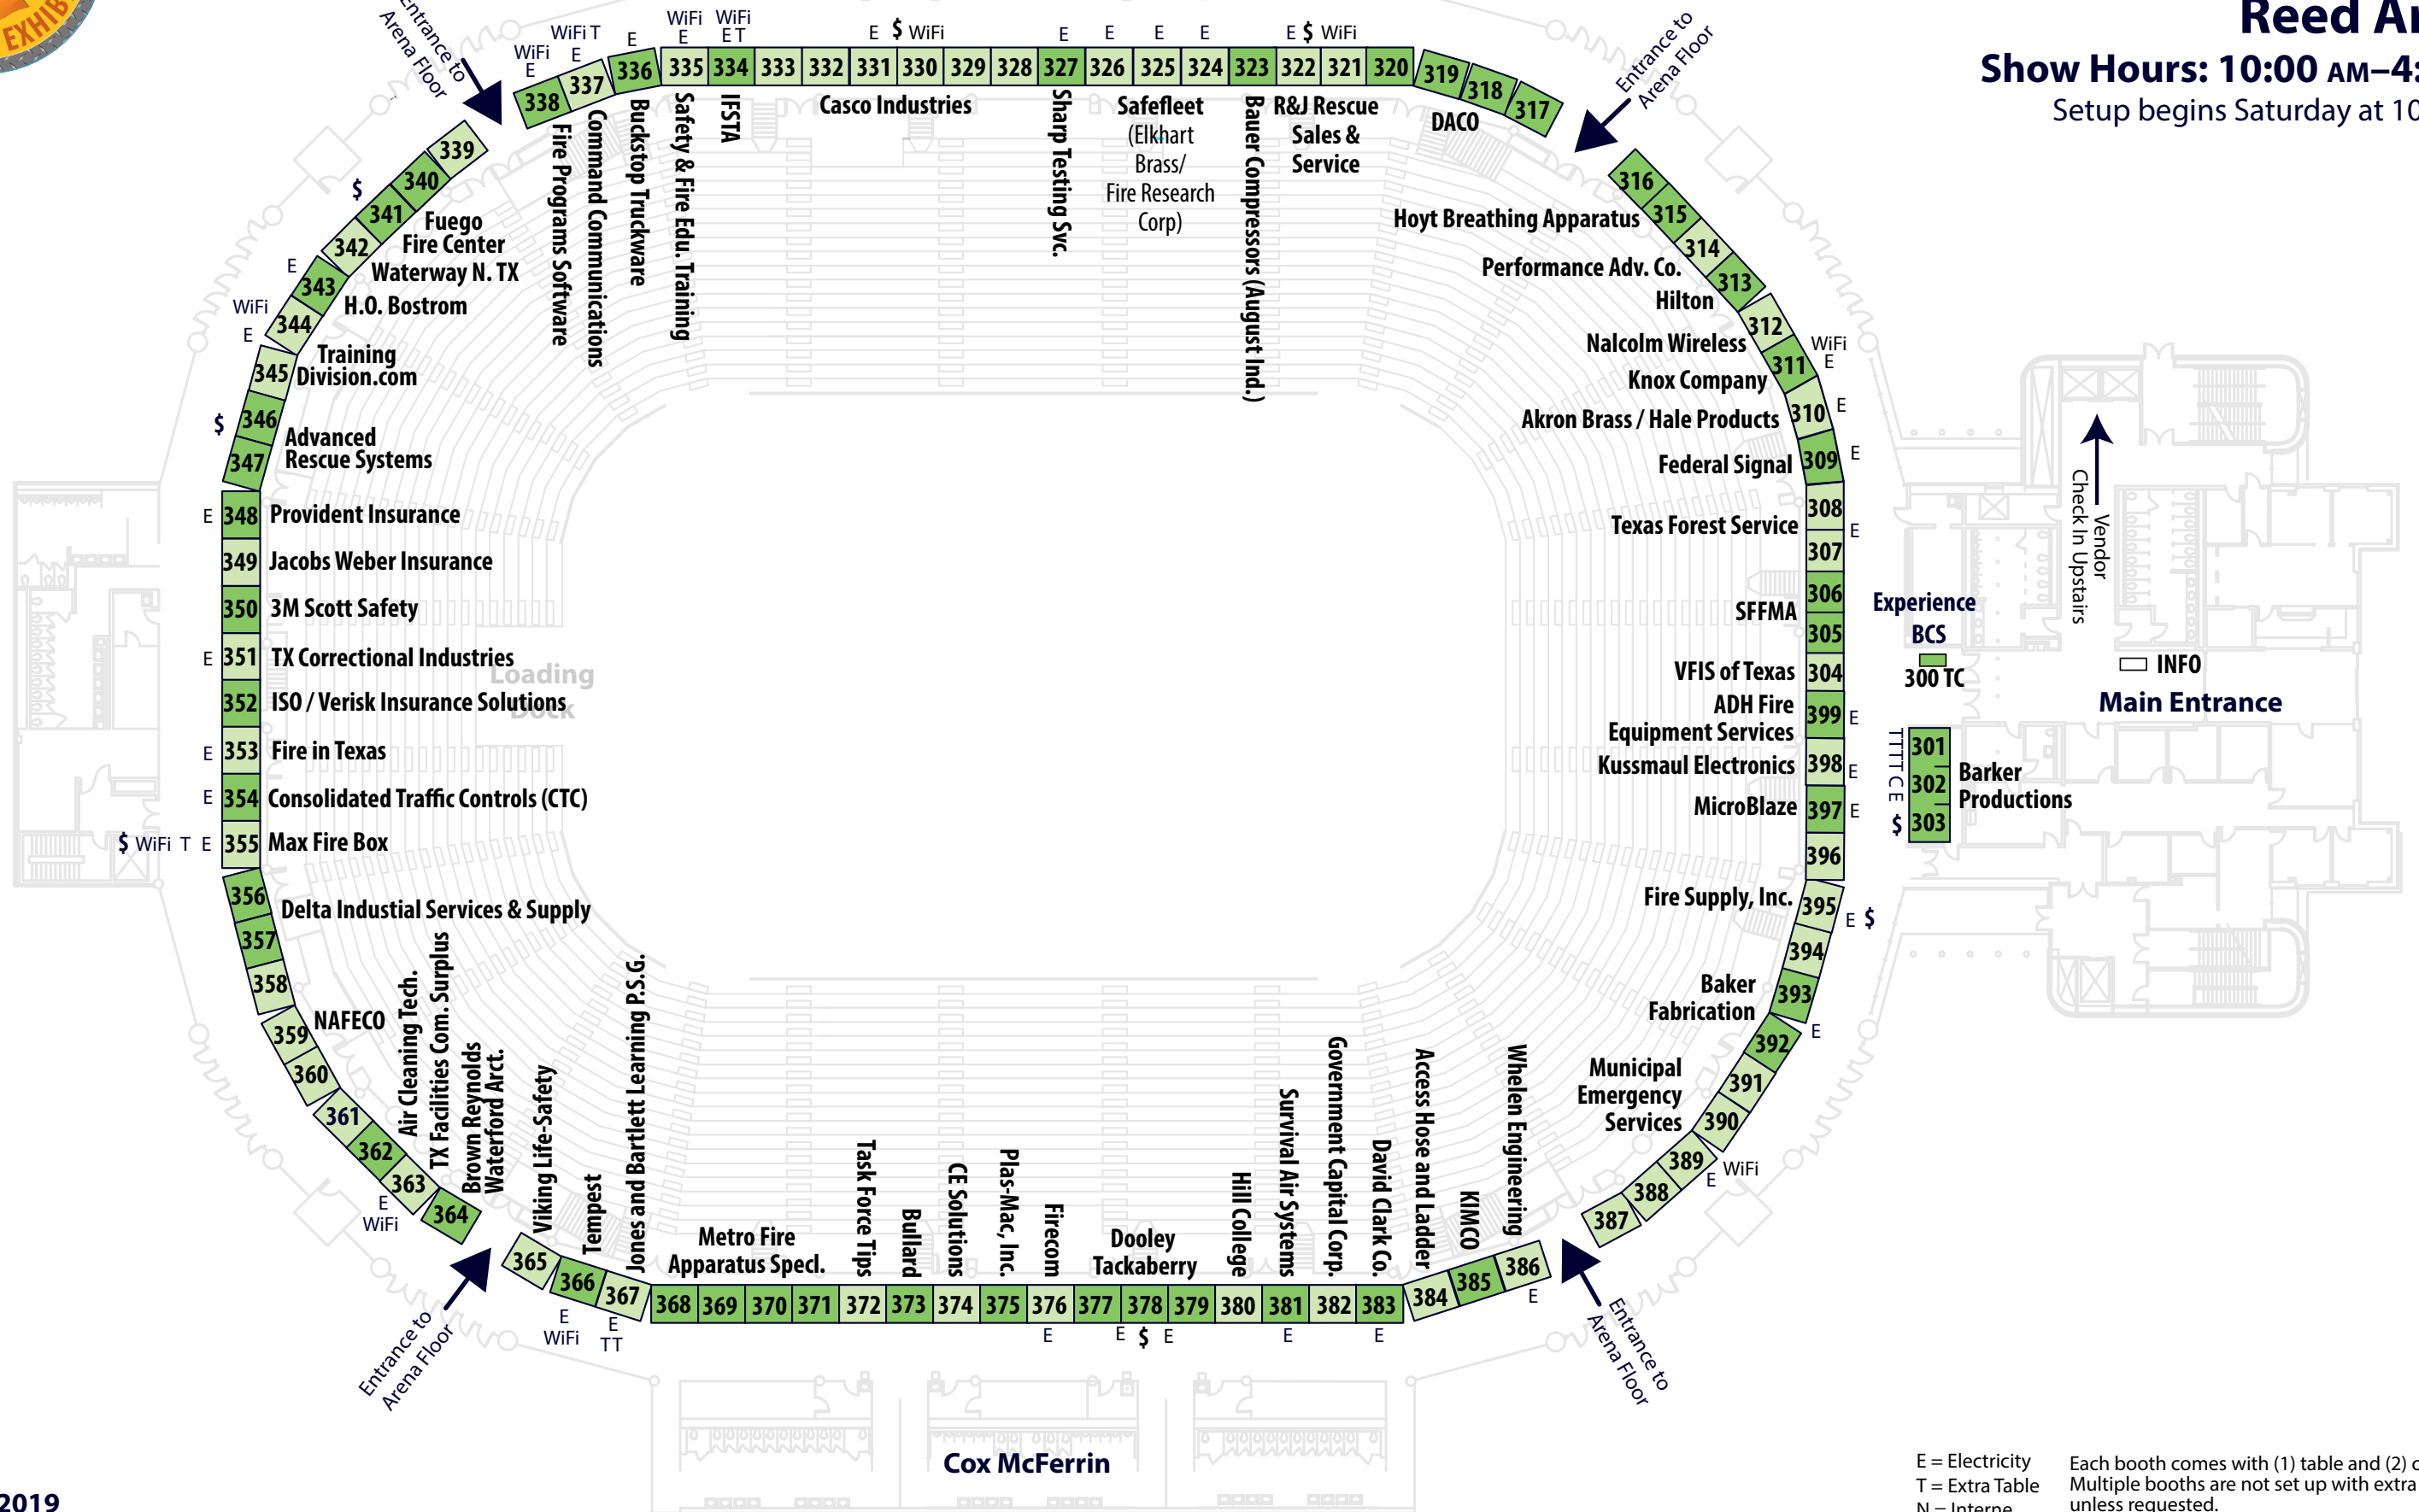 EXHIB
Reed Ar
Show Hours: 10:00 AM–4:
Setup begins Saturday at 10
Entrance to
Arena Floor
WiFi
E
WiFi T
E
E
WiFi
E
WiFi
E T
E $ WiFi
E
E
E
E
E $ WiFi
Entrance to
Arena Floor
338
337
336
335
334
333
332
331
330
329
328
327
326
325
324
323
322
321
320
319
318
317
Fire Programs Software
Command Communications
Buckstop Truckware
Safety & Fire Edu. Training
IFSTA
Casco Industries
Sharp Testing Svc.
Safefleet
(Elkhart
Brass/
Fire Research
Corp)
Bauer Compressors (August Ind.)
R&J Rescue
Sales &
Service
DACO
316
315
314
313
312
311
310
309
308
307
306
305
304
399
398
397
396
395
394
393
392
391
390
389
388
387
Hoyt Breathing Apparatus
Performance Adv. Co.
Hilton
Nalcolm Wireless
WiFi
E
Knox Company
Akron Brass / Hale Products
E
Federal Signal
E
Texas Forest Service
E
SFFMA
VFIS of Texas
ADH Fire
Equipment Services
E
Kussmaul Electronics
E
MicroBlaze
E
Fire Supply, Inc.
E $
Baker
Fabrication
E
Municipal
Emergency
Services
WiFi
E
Vendor
Check In Upstairs
Experience
BCS
300 TC
INFO
Main Entrance
TTTT C E
$
301
302
303
Barker
Productions
339
340
341
342
343
344
345
346
347
348
349
350
351
352
353
354
355
356
357
358
359
360
361
362
363
364
$
Fuego
Fire Center
Waterway N. TX
E
H.O. Bostrom
WiFi
E
Training
Division.com
$
Advanced
Rescue Systems
E
Provident Insurance
Jacobs Weber Insurance
3M Scott Safety
E
TX Correctional Industries
Loading
Dock
ISO / Verisk Insurance Solutions
E
Fire in Texas
E
Consolidated Traffic Controls (CTC)
$ WiFi T E
Max Fire Box
Delta Industial Services & Supply
NAFECO
Air Cleaning Tech.
TX Facilities Com. Surplus
Brown Reynolds
Waterford Arct.
E
WiFi
Entrance to
Arena Floor
Viking Life-Safety
Tempest
Jones and Bartlett Learning P.S.G.
Metro Fire
Apparatus Specl.
Task Force Tips
Bullard
CE Solutions
Plas-Mac, Inc.
Firecom
Dooley
Tackaberry
Hill College
Survival Air Systems
Government Capital Corp.
David Clark Co.
Access Hose and Ladder
KIMCO
Whelen Engineering
365
366
367
368
369
370
371
372
373
374
375
376
377
378
379
380
381
382
383
384
385
386
E
WiFi
E
TT
E
E $ E
E
E
E
Entrance to
Arena Floor
Cox McFerrin
2019
E = Electricity
T = Extra Table
N = Interne
Each booth comes with (1) table and (2) c
Multiple booths are not set up with extra
unless requested.